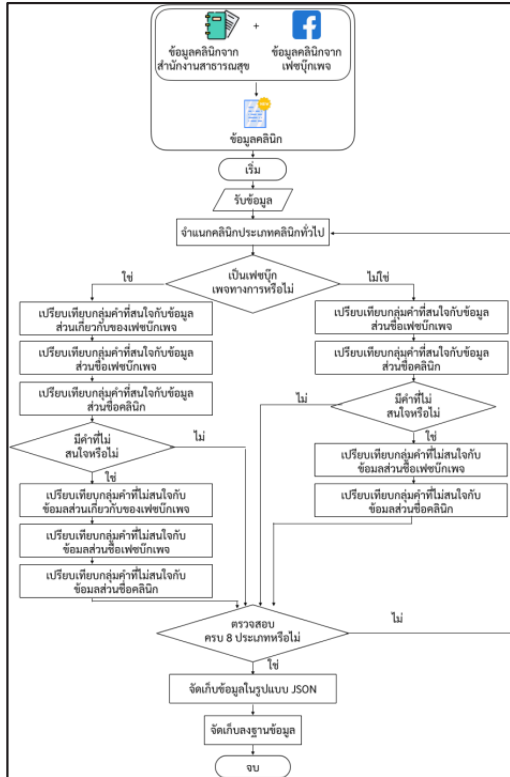 +
ข้อมูลคลินิกจาก
สำนักงานสาธารณสุข
ข้อมูลคลินิกจาก
เฟซบุ๊กเพจ
ข้อมูลคลินิก
เริ่ม
รับข้อมูล
จำแนกคลินิกประเภทคลินิกทั่วไป
เป็นเฟซบุ๊ก
เพจทางการหรือไม่
ใช่
ไม่ใช่
เปรียบเทียบกลุ่มคำที่สนใจกับข้อมูล
ส่วนเกี่ยวกับของเฟซบุ๊กเพจ
เปรียบเทียบกลุ่มคำที่สนใจกับข้อมูล
ส่วนชื่อเฟซบุ๊กเพจ
เปรียบเทียบกลุ่มคำที่สนใจกับข้อมูล
ส่วนชื่อคลินิก
มีคำที่ไม่
สนใจหรือไม่
ไม่
ใช่
เปรียบเทียบกลุ่มคำที่ไม่สนใจกับ
ข้อมูลส่วนเกี่ยวกับของเฟซบุ๊กเพจ
เปรียบเทียบกลุ่มคำที่ไม่สนใจกับ
ข้อมูลส่วนชื่อเฟซบุ๊กเพจ
เปรียบเทียบกลุ่มคำที่ไม่สนใจกับ
ข้อมูลส่วนชื่อคลินิก
เปรียบเทียบกลุ่มคำที่สนใจกับข้อมูล
ส่วนชื่อเฟซบุ๊กเพจ
เปรียบเทียบกลุ่มคำที่สนใจกับข้อมูล
ส่วนชื่อคลินิก
มีคำที่ไม่
สนใจหรือไม่
ไม่
ใช่
เปรียบเทียบกลุ่มคำที่ไม่สนใจกับ
ข้อมูลส่วนชื่อเฟซบุ๊กเพจ
เปรียบเทียบกลุ่มคำที่ไม่สนใจกับ
ข้อมูลส่วนชื่อคลินิก
ตรวจสอบ
ครบ 8 ประเภทหรือไม่
ไม่
ใช่
จัดเก็บข้อมูลในรูปแบบ JSON
จัดเก็บลงฐานข้อมูล
จบ